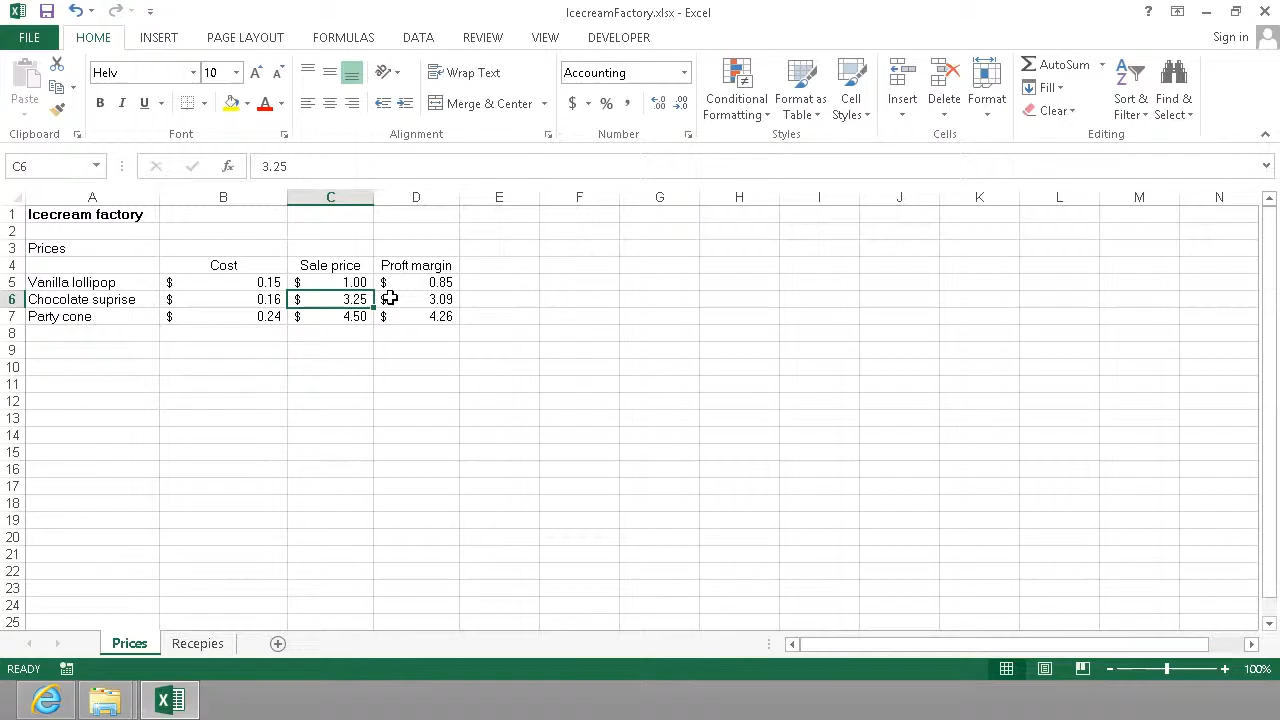 IcecreamFactory.xlsx - Excel
FILE HOME INSERT PAGE LAYOUT FORMULAS DATA REVIEW VIEW DEVELOPER Sign in
Helv 10 Wrap Text Accounting AutoSum
Paste Conditional Formatting Format as Table Cell Styles Insert Delete Format Fill Sort & Filter Find & Select
B I U A Merge & Center $ % , Clear
Clipboard Font Alignment Number Styles Cells Editing
C6 fx 3.25
A B C D E F G H I J K L M N
1 Icecream factory
2
3 Prices
4 Cost Sale price Proft margin
5 Vanilla lollipop $ 0.15 $ 1.00 $ 0.85
6 Chocolate suprise $ 0.16 $ 3.25 $ 3.09
7 Party cone $ 0.24 $ 4.50 $ 4.26
8
9
10
11
12
13
14
15
16
17
18
19
20
21
22
23
24
25
Prices Recepies
READY 100%